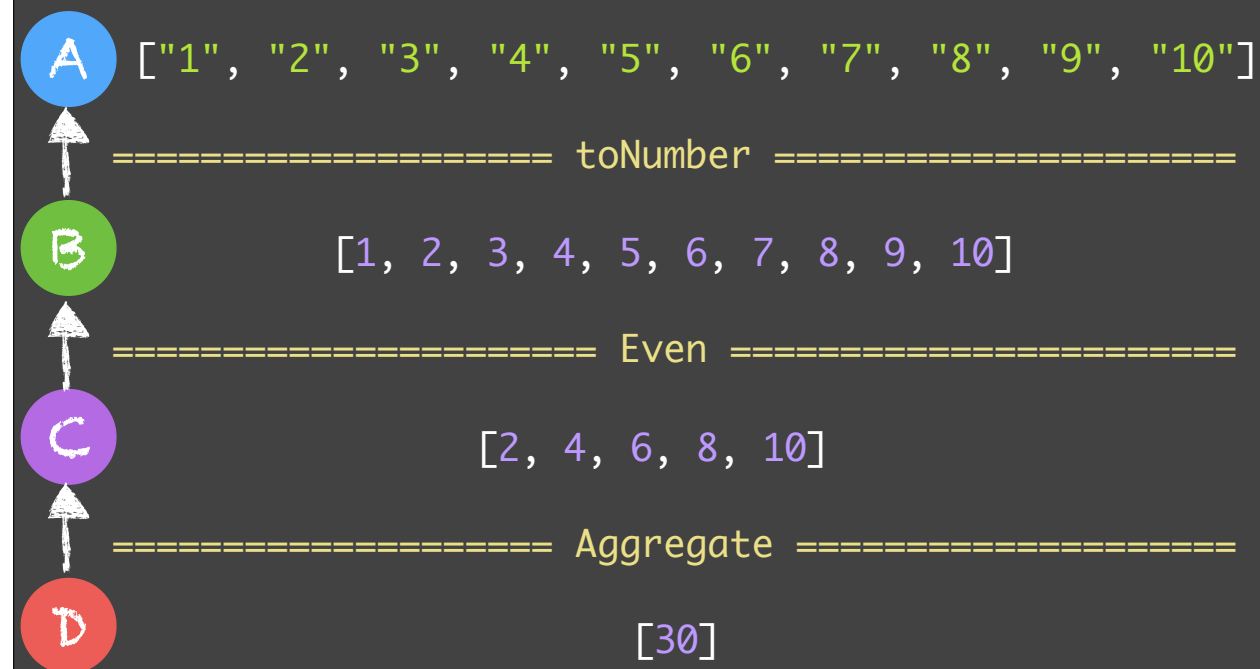 A ["1", "2", "3", "4", "5", "6", "7", "8", "9", "10"]
==================== toNumber =====================
B [1, 2, 3, 4, 5, 6, 7, 8, 9, 10]
====================== Even =======================
C [2, 4, 6, 8, 10]
==================== Aggregate ====================
D [30]